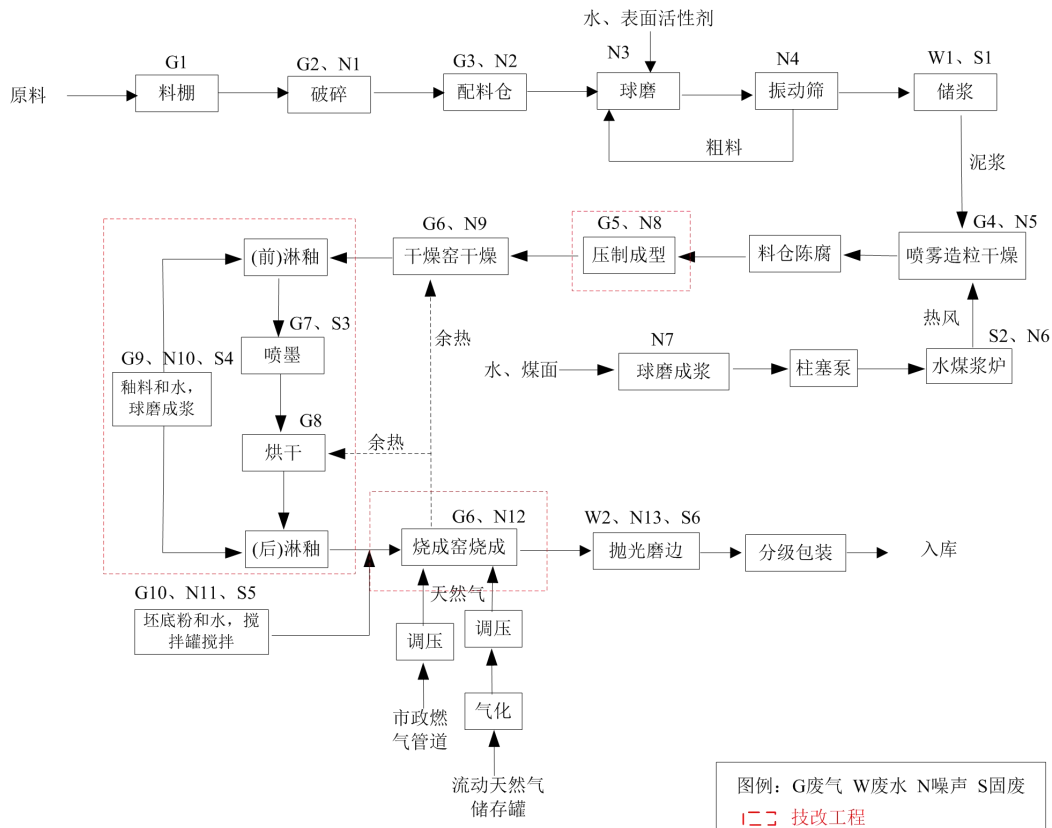 水、表面活性剂
G1
G2、N1
G3、N2
N3
N4
W1、S1
原料
料棚
破碎
配料仓
球磨
振动筛
储浆
粗料
泥浆
G6、N9
G5、N8
G4、N5
(前)淋釉
干燥窑干燥
压制成型
料仓陈腐
喷雾造粒干燥
热风
G7、S3
余热
喷墨
N7
S2、N6
G9、N10、S4
水、煤面
球磨成浆
柱塞泵
水煤浆炉
釉料和水，
球磨成浆
G8
烘干
余热
G6、N12
W2、N13、S6
(后)淋釉
烧成窑烧成
抛光磨边
分级包装
入库
G10、N11、S5
天然气
坯底粉和水，搅
拌罐搅拌
调压
调压
市政燃
气管道
气化
流动天然气
储存罐
图例：G废气 W废水 N噪声 S固废
技改工程